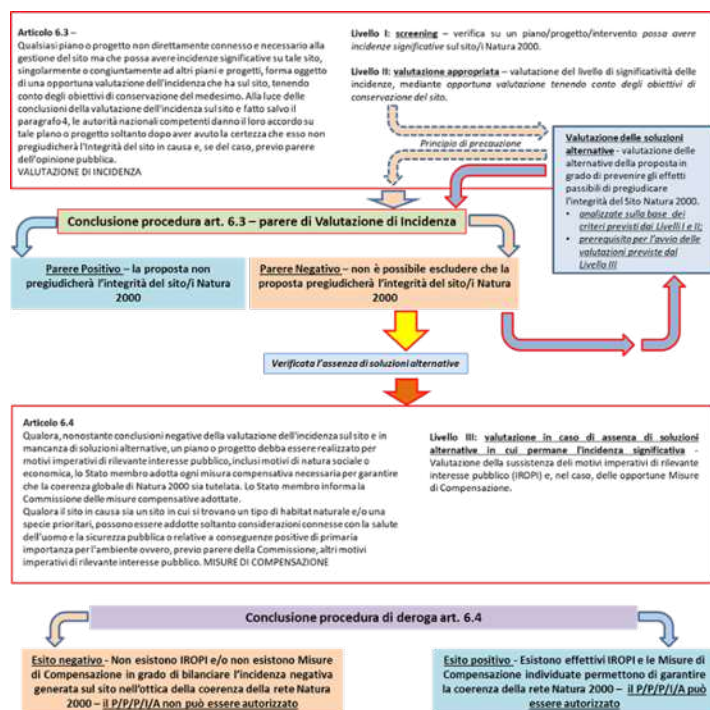 Articolo 6.3 –
Qualsiasi piano o progetto non direttamente connesso e necessario alla
gestione del sito ma che possa avere incidenze significative su tale sito,
singolarmente o congiuntamente ad altri piani e progetti, forma oggetto
di una opportuna valutazione dell'incidenza che ha sul sito, tenendo
conto degli obiettivi di conservazione del medesimo. Alla luce delle
conclusioni della valutazione dell'incidenza sul sito e fatto salvo il
paragrafo 4, le autorità nazionali competenti danno il loro accordo su
tale piano o progetto soltanto dopo aver avuto la certezza che esso non
pregiudicherà l'integrità del sito in causa e, se del caso, previo parere
dell'opinione pubblica.
VALUTAZIONE DI INCIDENZA
Livello I: screening – verifica su un piano/progetto/intervento possa avere
incidenze significative sul sito/i Natura 2000.
Livello II: valutazione appropriata – valutazione del livello di significatività delle
incidenze, mediante opportuna valutazione tenendo conto degli obiettivi di
conservazione del sito.
Principio di precauzione
Valutazione delle soluzioni
alternative - valutazione delle
alternative della proposta in
grado di prevenire gli effetti
passibili di pregiudicare
l'integrità del Sito Natura 2000.
• analizzate sulla base dei
criteri previsti dai Livelli I e II;
• prerequisito per l'avvio delle
valutazioni previste dal
Livello III
Conclusione procedura art. 6.3 – parere di Valutazione di Incidenza
Parere Positivo – la proposta non
pregiudicherà l'integrità del sito/i Natura
2000
Parere Negativo – non è possibile escludere che la
proposta pregiudicherà l'integrità del sito/i Natura
2000
Verificata l'assenza di soluzioni alternative
Articolo 6.4
Qualora, nonostante conclusioni negative della valutazione dell'incidenza sul sito e in
mancanza di soluzioni alternative, un piano o progetto debba essere realizzato per
motivi imperativi di rilevante interesse pubblico, inclusi motivi di natura sociale o
economica, lo Stato membro adotta ogni misura compensativa necessaria per garantire
che la coerenza globale di Natura 2000 sia tutelata. Lo Stato membro informa la
Commissione delle misure compensative adottate.
Qualora il sito in causa sia un sito in cui si trovano un tipo di habitat naturale e/o una
specie prioritari, possono essere addotte soltanto considerazioni connesse con la salute
dell'uomo e la sicurezza pubblica o relative a conseguenze positive di primaria
importanza per l'ambiente ovvero, previo parere della Commissione, altri motivi
imperativi di rilevante interesse pubblico. MISURE DI COMPENSAZIONE
Livello III: valutazione in caso di assenza di soluzioni
alternative in cui permane l'incidenza significativa -
Valutazione della sussistenza deli motivi imperativi di rilevante
interesse pubblico (IROPI) e, nel caso, delle opportune Misure
di Compensazione.
Conclusione procedura di deroga art. 6.4
Esito negativo - Non esistono IROPI e/o non esistono Misure
di Compensazione in grado di bilanciare l'incidenza negativa
generata sul sito nell'ottica della coerenza della rete Natura
2000 – il P/P/P/I/A non può essere autorizzato
Esito positivo - Esistono effettivi IROPI e le Misure di
Compensazione individuate permettono di garantire
la coerenza della rete Natura 2000 – il P/P/P/I/A può
essere autorizzato